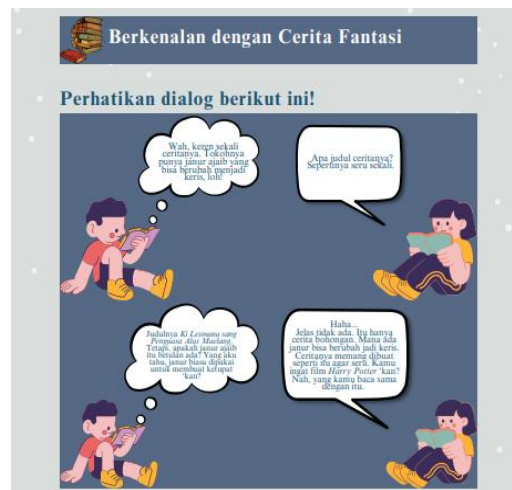 Berkenalan dengan Cerita Fantasi
Perhatikan dialog berikut ini!
Wah, keren sekali
ceritanya. Tokohnya
punya janur ajaib yang
bisa berubah menjadi
keris, loh!
Apa judul ceritanya?
Sepertinya seru sekali.
Judulnya Ki Lesmana sang
Penguasa Alas Maelang.
Tetapi, apakah janur ajaib
itu betulan ada? Yang aku
tahu, janur biasa dipakai
untuk membuat ketupat
'kan?
Haha...
Jelas tidak ada. Itu hanya
cerita bohongan. Mana ada
janur bisa berubah jadi keris.
Ceritanya memang dibuat
seperti itu agar seru. Kamu
ingat film Harry Potter 'kan?
Nah, yang kamu baca sama
dengan itu.